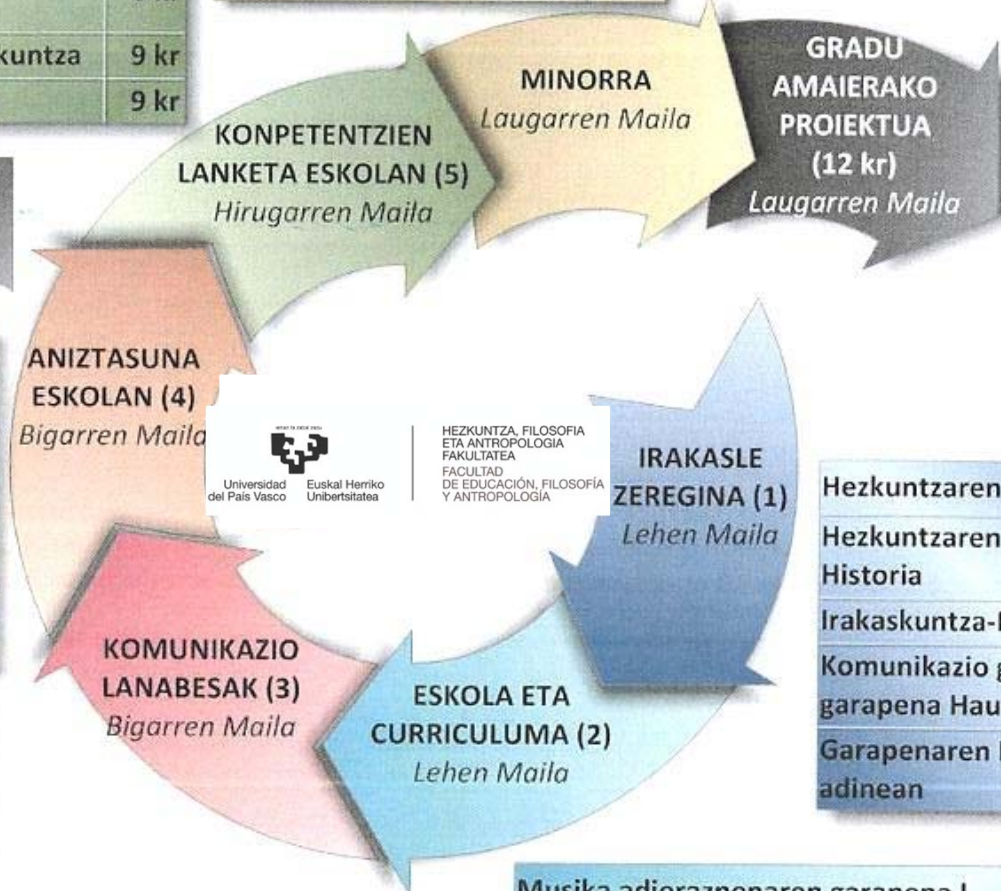 kuntza 9 kr
9 kr
MINORRA
Laugarren Maila
GRADU
AMAIERAKO
PROIEKTUA
(12 kr)
Laugarren Maila
KONPETENTZIEN
LANKETA ESKOLAN (5)
Hirugarren Maila
ANIZTASUNA
ESKOLAN (4)
Bigarren Maila
Universidad
del País Vasco
Euskal Herriko
Unibertsitatea
HEZKUNTZA, FILOSOFIA
ETA ANTROPOLOGIA
FAKULTATEA
FACULTAD
DE EDUCACIÓN, FILOSOFÍA
Y ANTROPOLOGÍA
IRAKASLE
ZEREGINA (1)
Lehen Maila
KOMUNIKAZIO
LANABESAK (3)
Bigarren Maila
ESKOLA ETA
CURRICULUMA (2)
Lehen Maila
Hezkuntzaren
Hezkuntzaren
Historia
Irakaskuntza-
Komunikazio g
garapena Hau
Garapenaren
adinean
Musika adierazpenaren garapena I